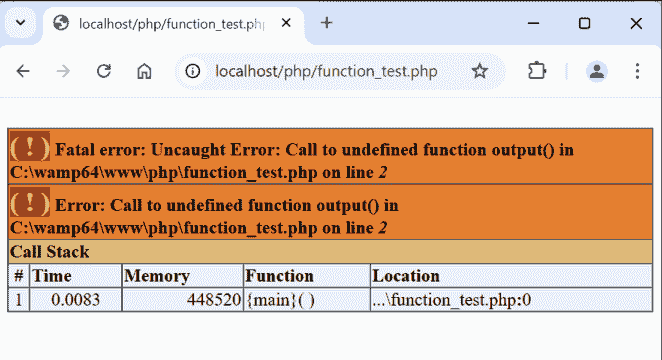 localhost/php/function_test.php
localhost/php/function_test.php
( ! ) Fatal error: Uncaught Error: Call to undefined function output() in
C:\wamp64\www\php\function_test.php on line 2
( ! ) Error: Call to undefined function output() in
C:\wamp64\www\php\function_test.php on line 2
Call Stack
# Time Memory Function Location
1 0.0083 448520 {main}( ) ...\function_test.php:0